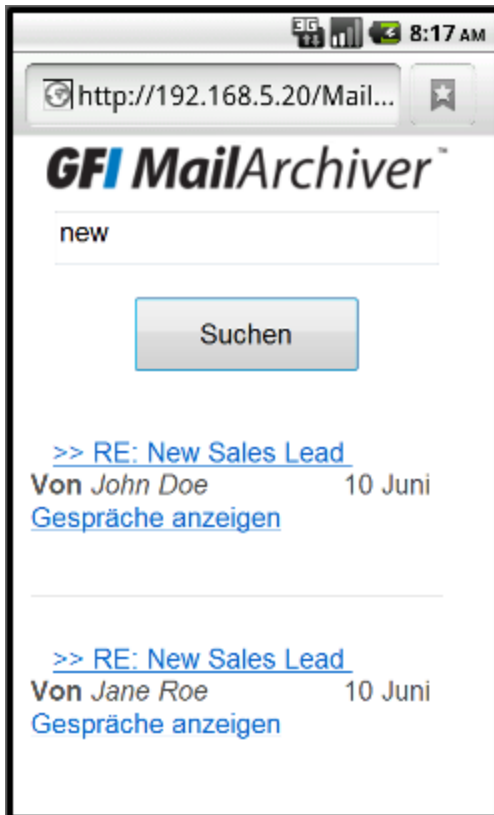 3G 8:17 AM
http://192.168.5.20/Mail...
GFI MailArchiver™
new
Suchen
>> RE: New Sales Lead
Von John Doe 10 Juni
Gespräche anzeigen
>> RE: New Sales Lead
Von Jane Roe 10 Juni
Gespräche anzeigen